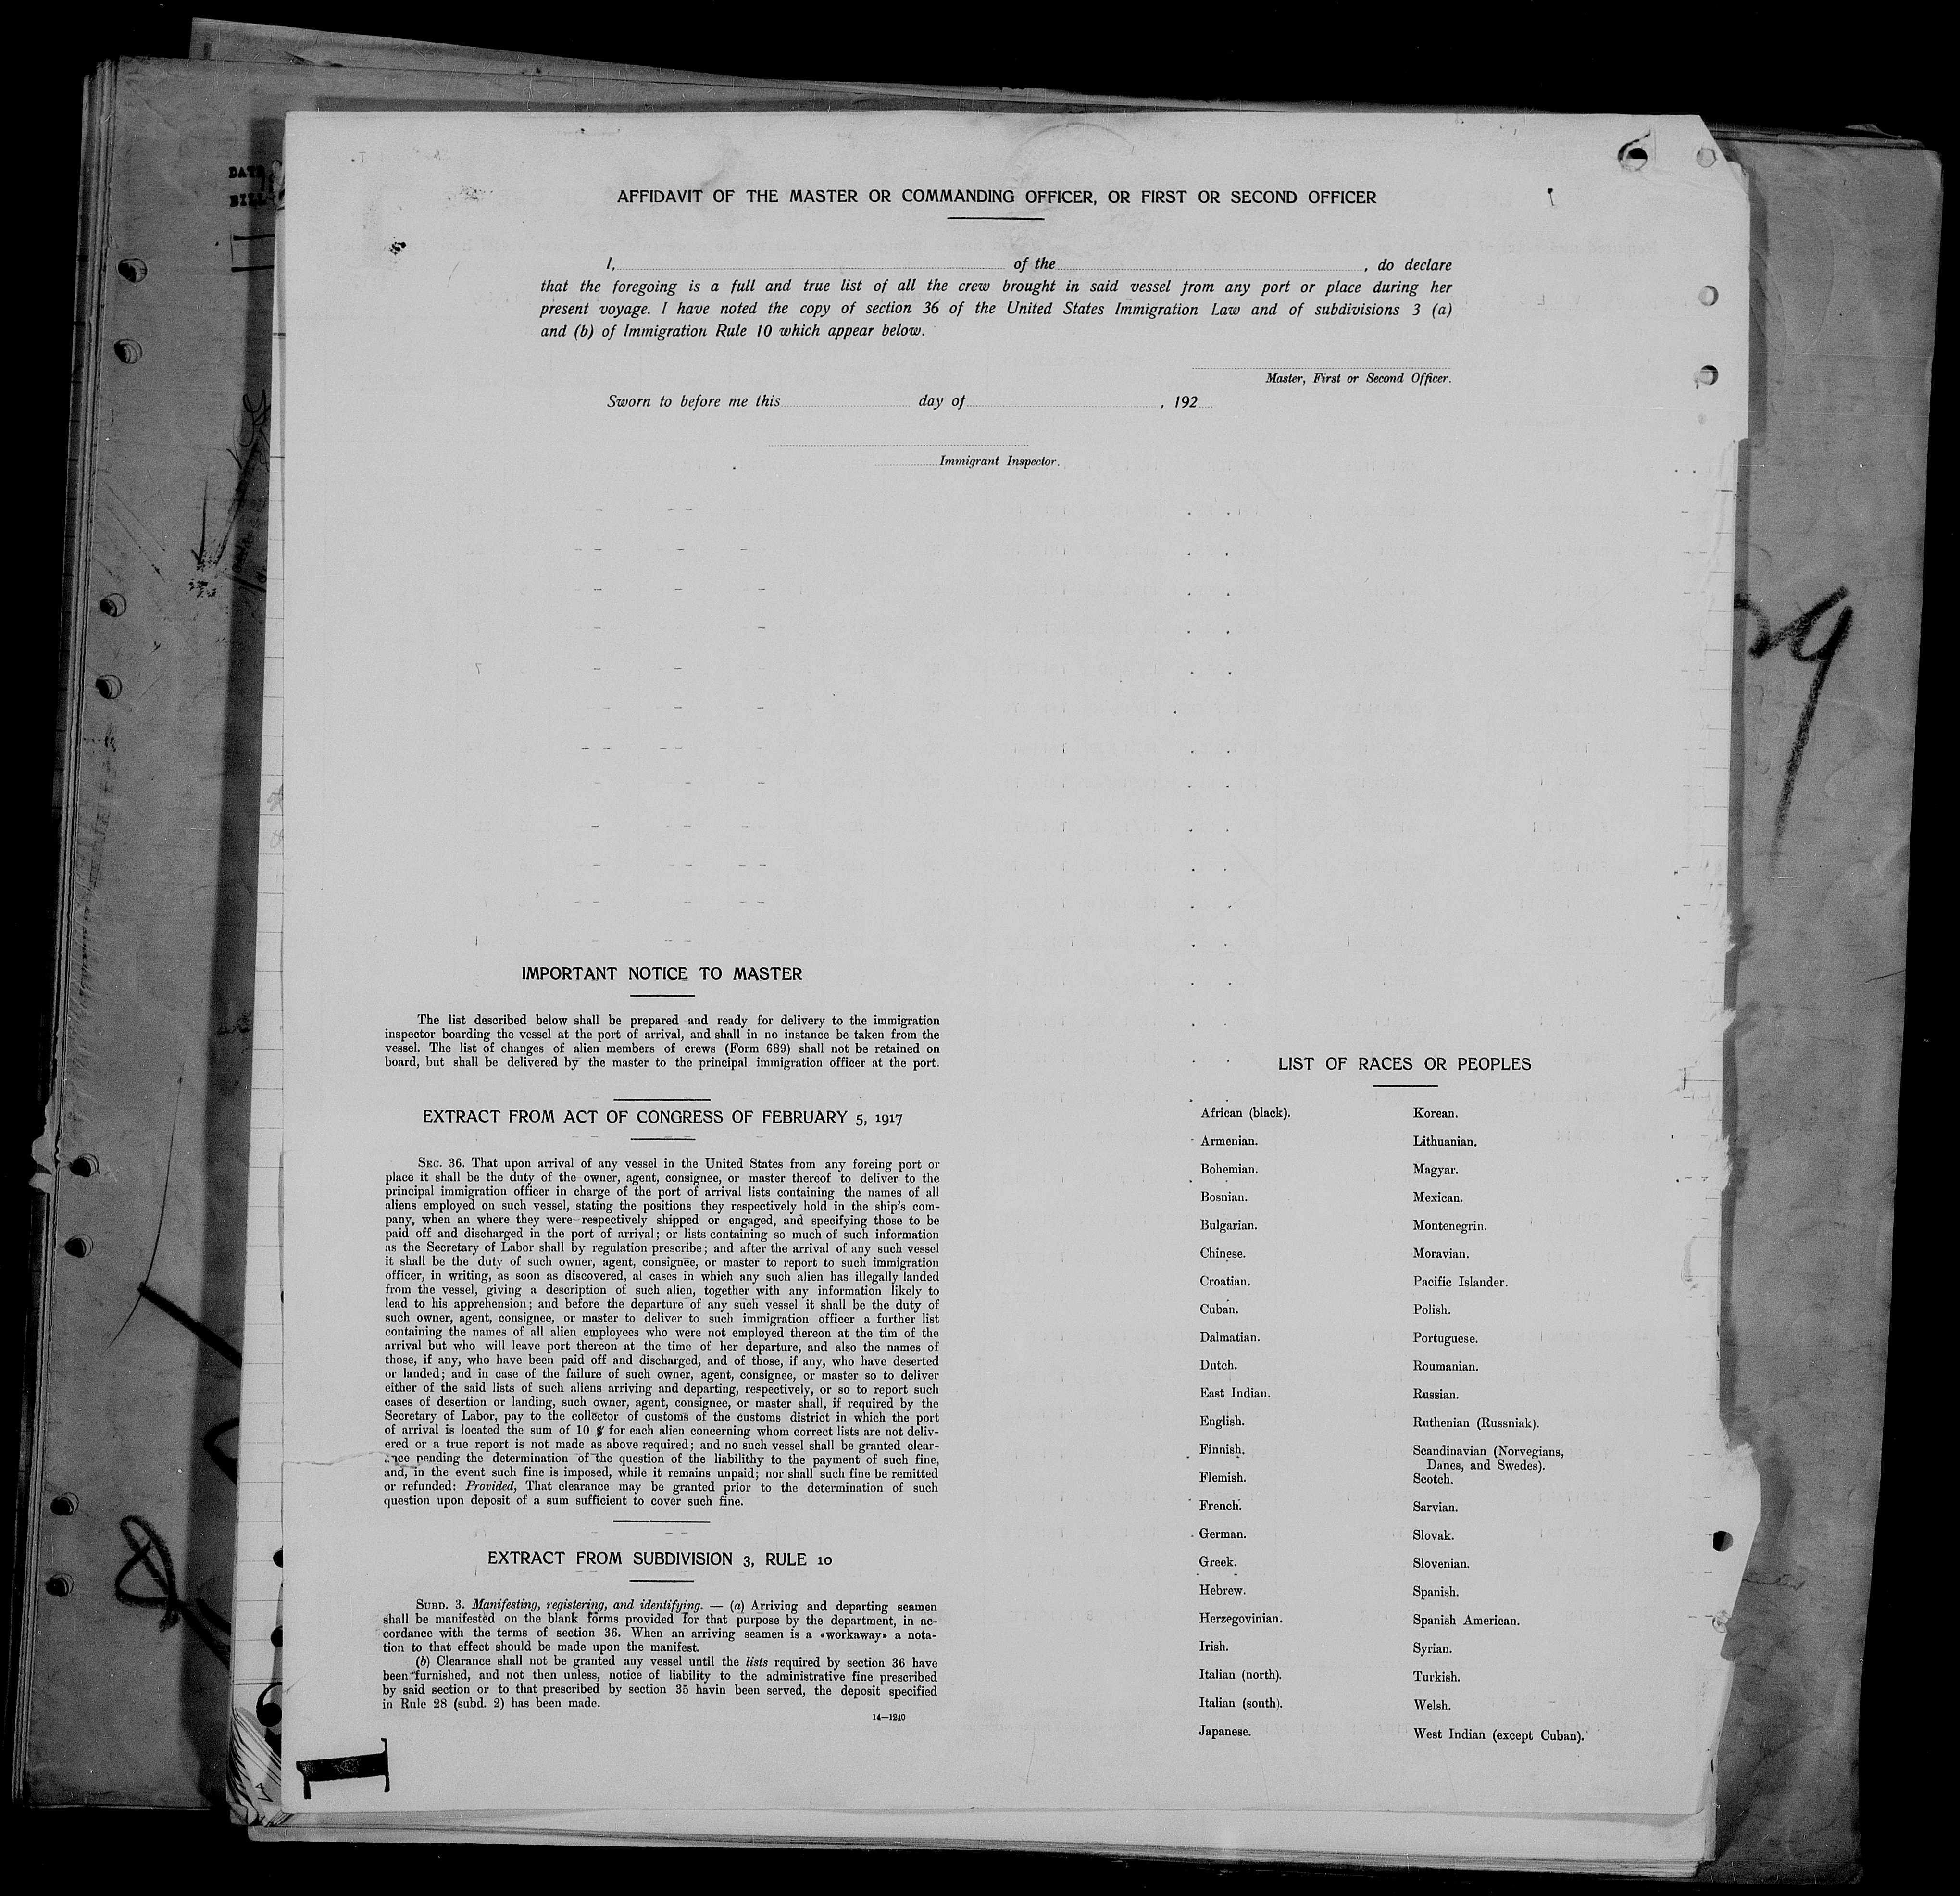 DATE
BILL
AFFIDAVIT OF THE MASTER OR COMMANDING OFFICER, OR FIRST OR SECOND OFFICER
I, of the , do declare
that the foregoing is a full and true list of all the crew brought in said vessel from any port or place during her
present voyage. I have noted the copy of section 36 of the United States Immigration Law and of subdivisions 3 (a)
and (b) of Immigration Rule 10 which appear below.
Master, First or Second Officer.
Sworn to before me this day of , 192
Immigrant Inspector.
IMPORTANT NOTICE TO MASTER
The list described below shall be prepared and ready for delivery to the immigration
inspector boarding the vessel at the port of arrival, and shall in no instance be taken from the
vessel. The list of changes of alien members of crews (Form 689) shall not be retained on
board, but shall be delivered by the master to the principal immigration officer at the port.
EXTRACT FROM ACT OF CONGRESS OF FEBRUARY 5, 1917
SEC. 36. That upon arrival of any vessel in the United States from any foreing port or
place it shall be the duty of the owner, agent, consignee, or master thereof to deliver to the
principal immigration officer in charge of the port of arrival lists containing the names of all
aliens employed on such vessel, stating the positions they respectively hold in the ship's com-
pany, when an where they were respectively shipped or engaged, and specifying those to be
paid off and discharged in the port of arrival; or lists containing so much of such information
as the Secretary of Labor shall by regulation prescribe; and after the arrival of any such vessel
it shall be the duty of such owner, agent, consignee, or master to report to such immigration
officer, in writing, as soon as discovered, al cases in which any such alien has illegally landed
from the vessel, giving a description of such alien, together with any information likely to
lead to his apprehension; and before the departure of any such vessel it shall be the duty of
such owner, agent, consignee, or master to deliver to such immigration officer a further list
containing the names of all alien employees who were not employed thereon at the tim of the
arrival but who will leave port thereon at the time of her departure, and also the names of
those, if any, who have been paid off and discharged, and of those, if any, who have deserted
or landed; and in case of the failure of such owner, agent, consignee, or master so to deliver
either of the said lists of such aliens arriving and departing, respectively, or so to report such
cases of desertion or landing, such owner, agent, consignee, or master shall, if required by the
Secretary of Labor, pay to the collector of customs of the customs district in which the port
of arrival is located the sum of 10 $ for each alien concerning whom correct lists are not deliv-
ered or a true report is not made as above required; and no such vessel shall be granted clear-
ance pending the determination of the question of the liabilithy to the payment of such fine,
and, in the event such fine is imposed, while it remains unpaid; nor shall such fine be remitted
or refunded: Provided, That clearance may be granted prior to the determination of such
question upon deposit of a sum sufficient to cover such fine.
EXTRACT FROM SUBDIVISION 3, RULE 10
SUBD. 3. Manifesting, registering, and identifying. — (a) Arriving and departing seamen
shall be manifested on the blank forms provided for that purpose by the department, in ac-
cordance with the terms of section 36. When an arriving seamen is a «workaway» a nota-
tion to that effect should be made upon the manifest.
(b) Clearance shall not be granted any vessel until the lists required by section 36 have
been furnished, and not then unless, notice of liability to the administrative fine prescribed
by said section or to that prescribed by section 35 havin been served, the deposit specified
in Rule 28 (subd. 2) has been made.
14—1240
LIST OF RACES OR PEOPLES
African (black).
Armenian.
Bohemian.
Bosnian.
Bulgarian.
Chinese.
Croatian.
Cuban.
Dalmatian.
Dutch.
East Indian.
English.
Finnish.
Flemish.
French.
German.
Greek.
Hebrew.
Herzegovinian.
Irish.
Italian (north).
Italian (south).
Japanese.
Korean.
Lithuanian.
Magyar.
Mexican.
Montenegrin.
Moravian.
Pacific Islander.
Polish.
Portuguese.
Roumanian.
Russian.
Ruthenian (Russniak).
Scandinavian (Norvegians,
Danes, and Swedes).
Scotch.
Sarvian.
Slovak.
Slovenian.
Spanish.
Spanish American.
Syrian.
Turkish.
Welsh.
West Indian (except Cuban).